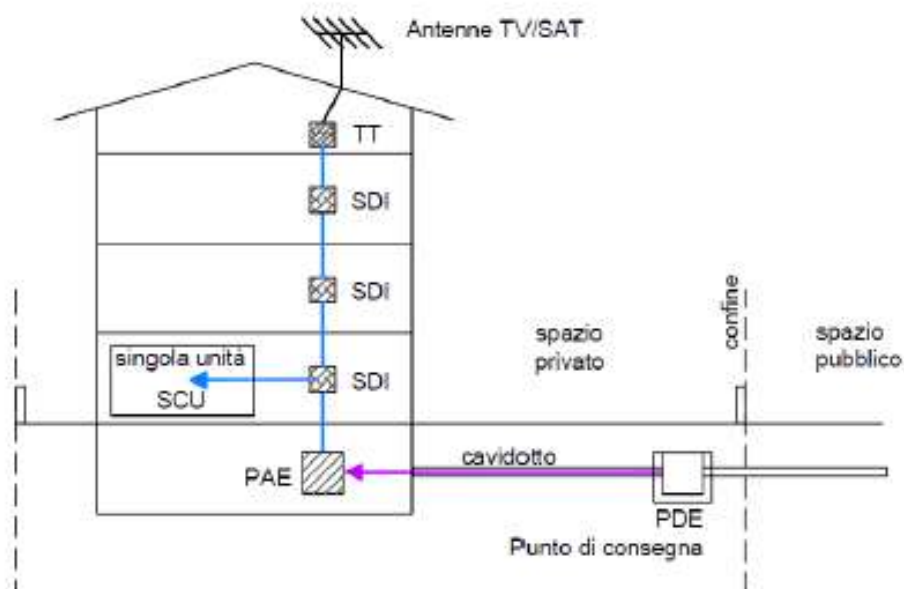 Antenne TV/SAT
TT
SDI
SDI
confine
spazio
privato
spazio
pubblico
singola unità
SCU
SDI
cavidotto
PAE
PDE
Punto di consegna